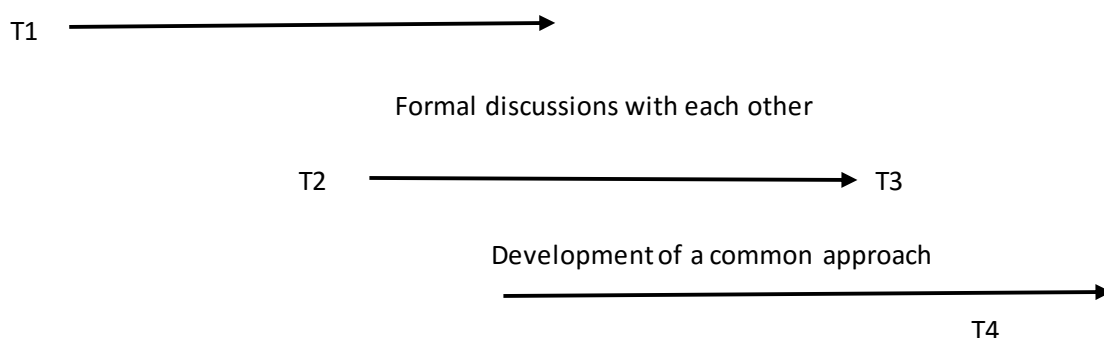 T1
Formal discussions with each other
T2 T3
Development of a common approach
T4